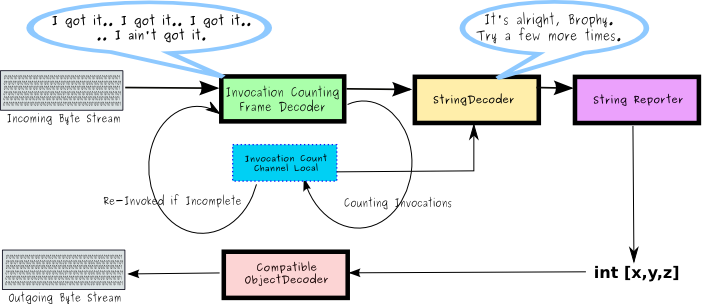 I got it.. I got it.. I got it..
.. I ain't got it.
It's alright, Brophy.
Try a few more times.
Incoming Byte Stream
Invocation Counting
Frame Decoder
StringDecoder
String Reporter
Invocation Count
Channel Local
Re-Invoked if Incomplete
Counting Invocations
int [x,y,z]
Compatible
ObjectDecoder
Outgoing Byte Stream